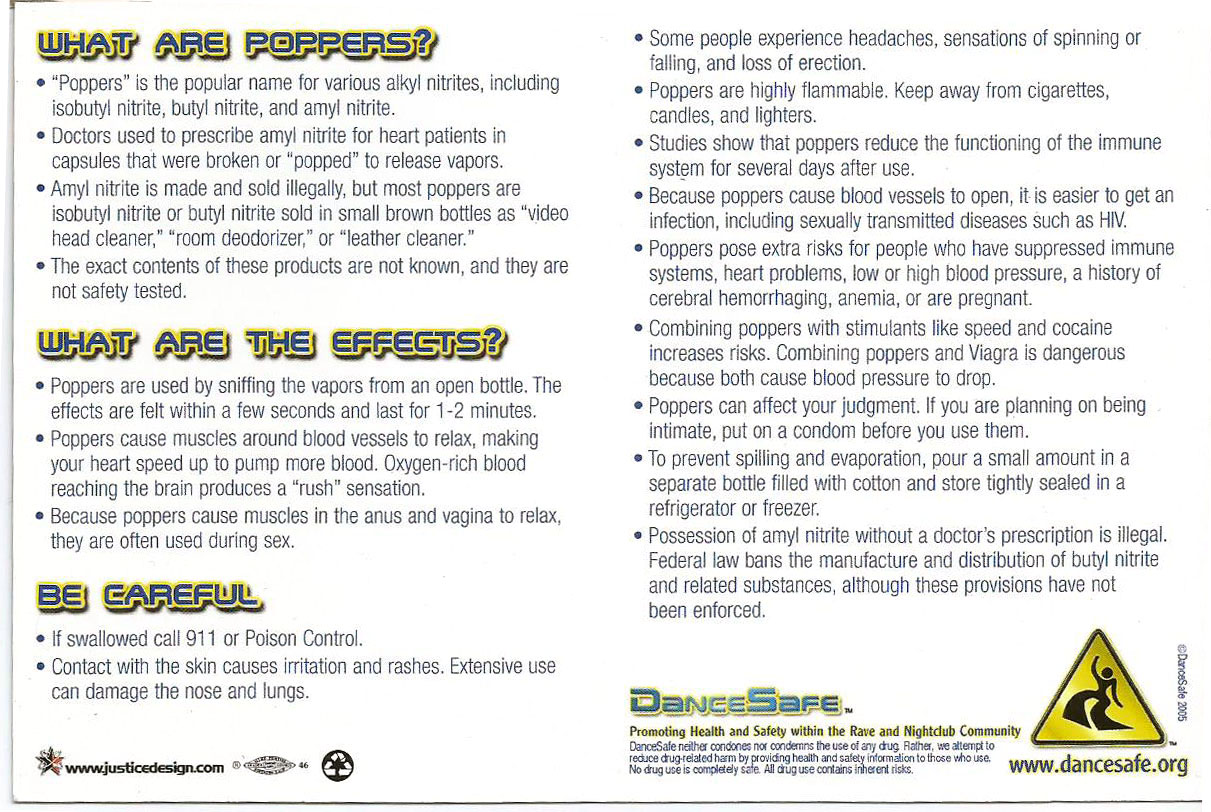 WHAT ARE POPPERS?
• “Poppers” is the popular name for various alkyl nitrites, including
isobutyl nitrite, butyl nitrite, and amyl nitrite.
• Doctors used to prescribe amyl nitrite for heart patients in
capsules that were broken or “popped” to release vapors.
• Amyl nitrite is made and sold illegally, but most poppers are
isobutyl nitrite or butyl nitrite sold in small brown bottles as “video
head cleaner,” “room deodorizer,” or “leather cleaner.”
• The exact contents of these products are not known, and they are
not safety tested.
WHAT ARE THE EFFECTS?
• Poppers are used by sniffing the vapors from an open bottle. The
effects are felt within a few seconds and last for 1-2 minutes.
• Poppers cause muscles around blood vessels to relax, making
your heart speed up to pump more blood. Oxygen-rich blood
reaching the brain produces a “rush” sensation.
• Because poppers cause muscles in the anus and vagina to relax,
they are often used during sex.
BE CAREFUL
• If swallowed call 911 or Poison Control.
• Contact with the skin causes irritation and rashes. Extensive use
can damage the nose and lungs.
www.justicedesign.com ® 46
• Some people experience headaches, sensations of spinning or
falling, and loss of erection.
• Poppers are highly flammable. Keep away from cigarettes,
candles, and lighters.
• Studies show that poppers reduce the functioning of the immune
system for several days after use.
• Because poppers cause blood vessels to open, it is easier to get an
infection, including sexually transmitted diseases such as HIV.
• Poppers pose extra risks for people who have suppressed immune
systems, heart problems, low or high blood pressure, a history of
cerebral hemorrhaging, anemia, or are pregnant.
• Combining poppers with stimulants like speed and cocaine
increases risks. Combining poppers and Viagra is dangerous
because both cause blood pressure to drop.
• Poppers can affect your judgment. If you are planning on being
intimate, put on a condom before you use them.
• To prevent spilling and evaporation, pour a small amount in a
separate bottle filled with cotton and store tightly sealed in a
refrigerator or freezer.
• Possession of amyl nitrite without a doctor’s prescription is illegal.
Federal law bans the manufacture and distribution of butyl nitrite
and related substances, although these provisions have not
been enforced.
DANCESAFE™
Promoting Health and Safety within the Rave and Nightclub Community
DanceSafe neither condones nor condemns the use of any drug. Rather, we attempt to
reduce drug-related harm by providing health and safety information to those who use.
No drug use is completely safe. All drug use contains inherent risks.
©DanceSafe 2005
™
www.dancesafe.org